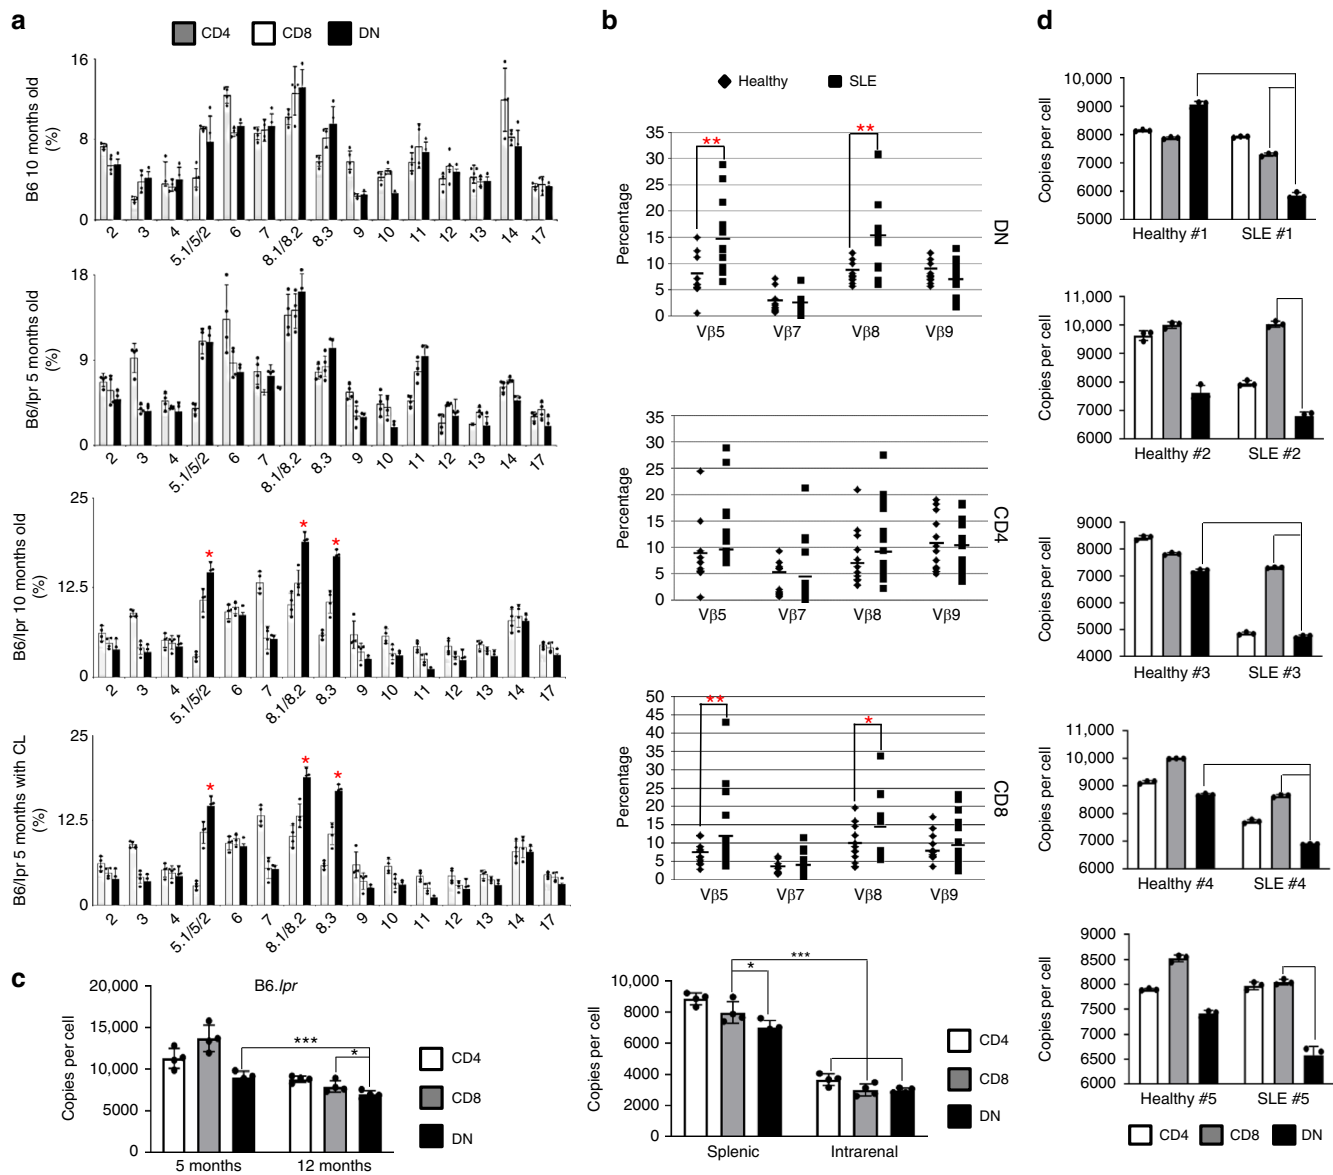 a
CD4 CD8 DN
B6 10 months old
(%)
16
8
0
2 3 4 5.1/5/2 6 7 8.1/8.2 8.3 9 10 11 12 13 14 17
B6/lpr 5 months old
(%)
18
9
0
2 3 4 5.1/5/2 6 7 8.1/8.2 8.3 9 10 11 12 13 14 17
B6/lpr 10 months old
(%)
25
12.5
0
* * *
2 3 4 5.1/5/2 6 7 8.1/8.2 8.3 9 10 11 12 13 14 17
B6/lpr 5 months with CL
(%)
25
12.5
0
* * *
2 3 4 5.1/5/2 6 7 8.1/8.2 8.3 9 10 11 12 13 14 17
b
Healthy SLE
Percentage
35
30
25
20
15
10
5
0
** **
Vβ5 Vβ7 Vβ8 Vβ9
DN
Percentage
35
30
25
20
15
10
5
0
Vβ5 Vβ7 Vβ8 Vβ9
CD4
Percentage
50
45
40
35
30
25
20
15
10
5
0
** *
Vβ5 Vβ7 Vβ8 Vβ9
CD8
c
B6.lpr
Copies per cell
20,000
15,000
10,000
5000
0
***
*
5 months 12 months
CD4
CD8
DN
Copies per cell
10,000
8000
6000
4000
2000
0
***
*
Splenic Intrarenal
CD4
CD8
DN
d
Copies per cell
10,000
9000
8000
7000
6000
5000
Healthy #1 SLE #1
Copies per cell
11,000
10,000
9000
8000
7000
6000
Healthy #2 SLE #2
Copies per cell
9000
8000
7000
6000
5000
4000
Healthy #3 SLE #3
Copies per cell
11,000
10,000
9000
8000
7000
6000
Healthy #4 SLE #4
Copies per cell
9000
8500
8000
7500
7000
6500
6000
Healthy #5 SLE #5
CD4 CD8 DN